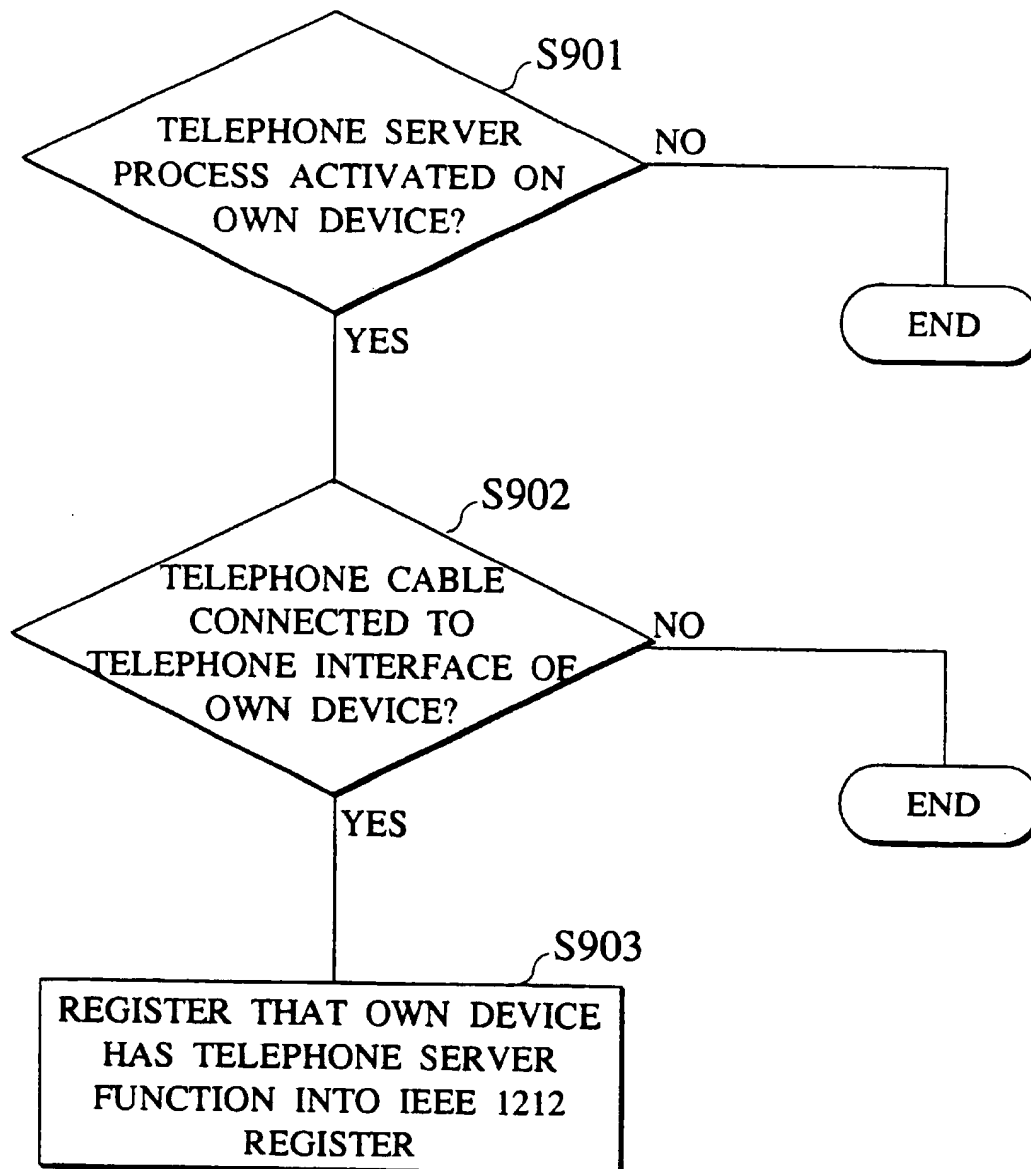 S901
TELEPHONE SERVER
PROCESS ACTIVATED ON
OWN DEVICE?
NO
END
YES
S902
TELEPHONE CABLE
CONNECTED TO
TELEPHONE INTERFACE OF
OWN DEVICE?
NO
END
YES
S903
REGISTER THAT OWN DEVICE
HAS TELEPHONE SERVER
FUNCTION INTO IEEE 1212
REGISTER